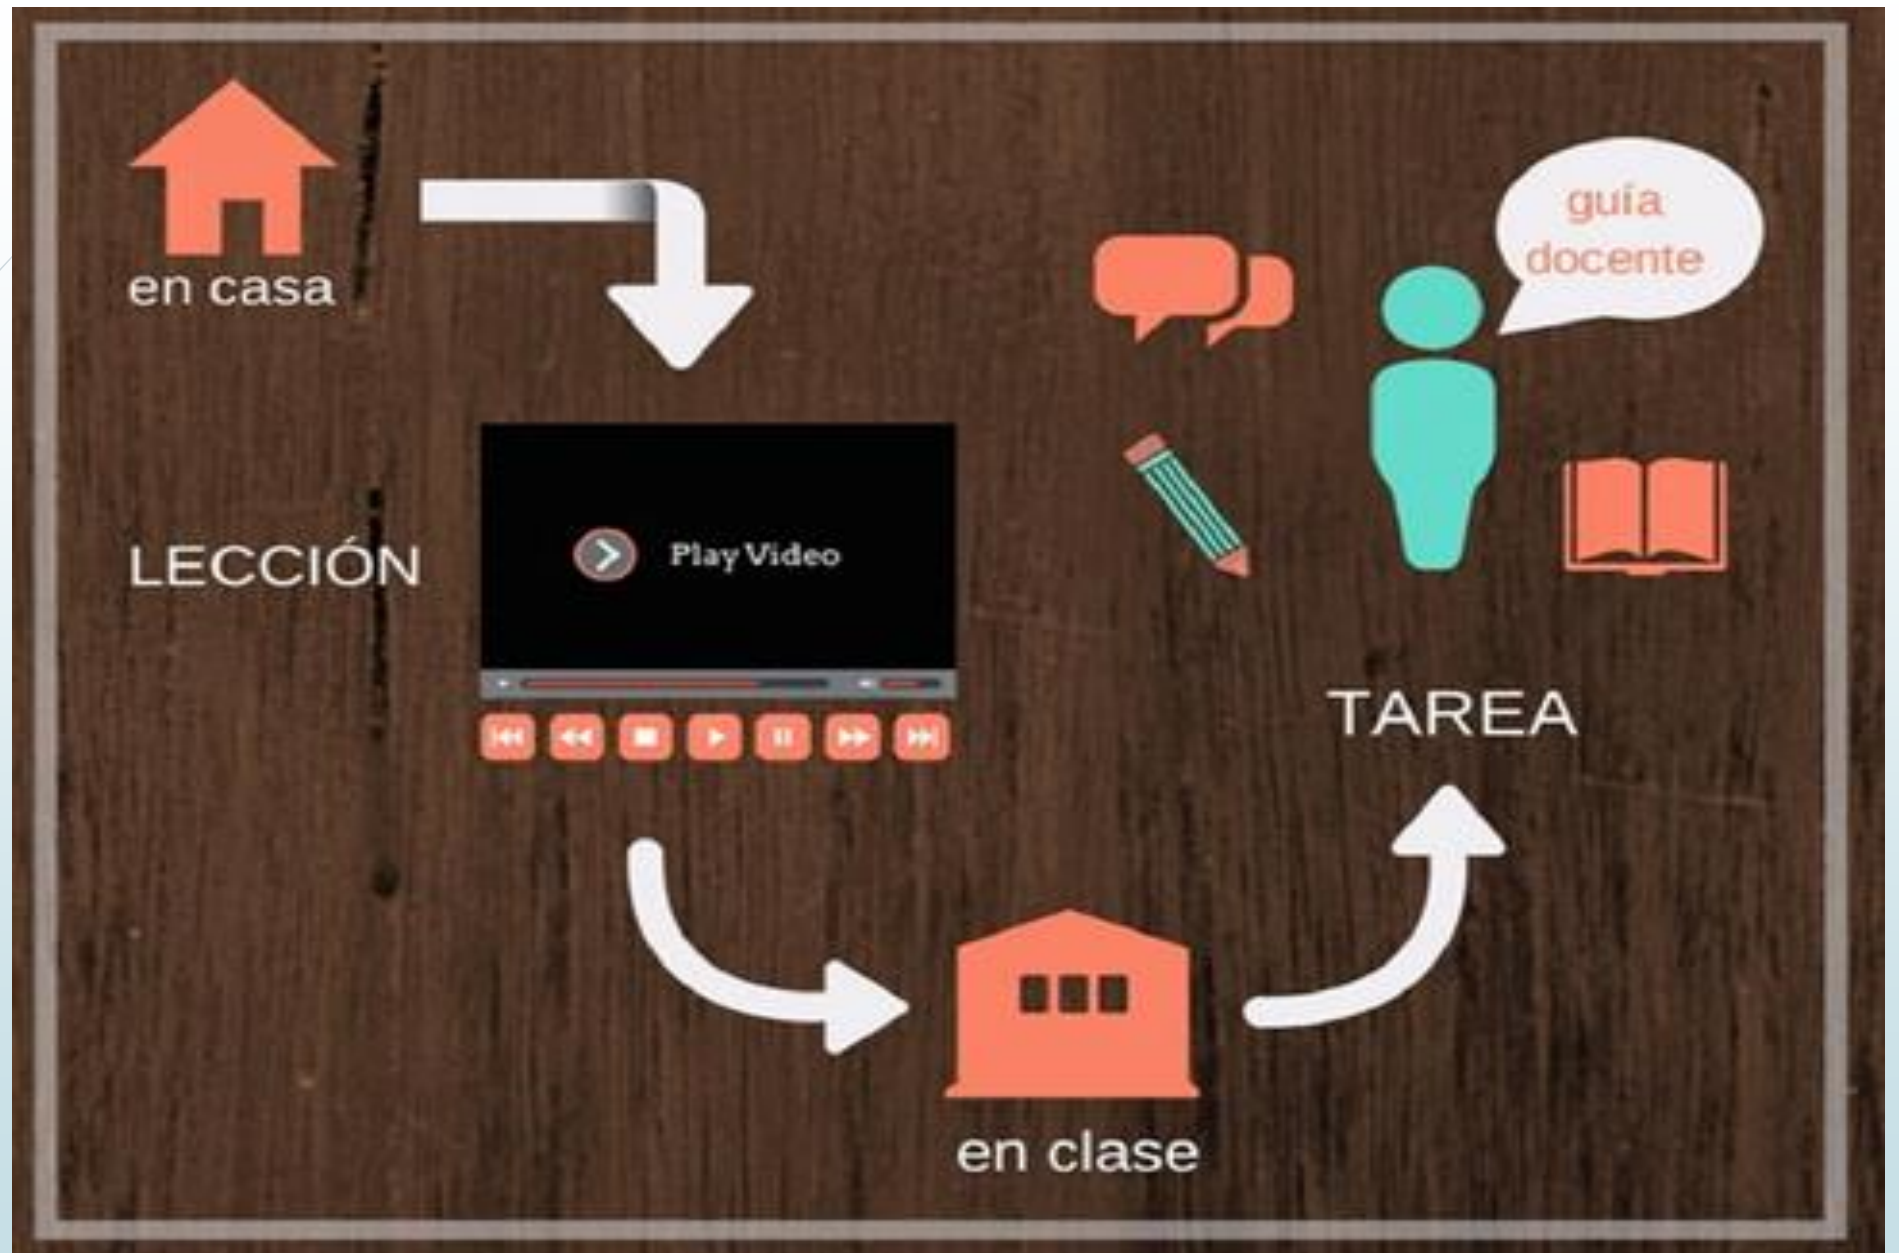 en casa
LECCIÓN
Play Video
en clase
TAREA
guía
docente